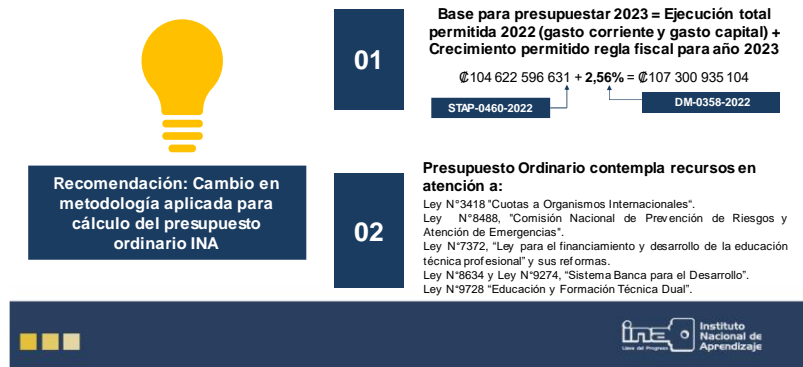 01
Base para presupuestar 2023 = Ejecución total
permitida 2022 (gasto corriente y gasto capital) +
Crecimiento permitido regla fiscal para año 2023
₡104 622 596 631 + 2,56% = ₡107 300 935 104
STAP-0460-2022
DM-0358-2022
Recomendación: Cambio en
metodología aplicada para
cálculo del presupuesto
ordinario INA
02
Presupuesto Ordinario contempla recursos en
atención a:
Ley N°3418 "Cuotas a Organismos Internacionales".
Ley N°8488, "Comisión Nacional de Prevención de Riesgos y
Atención de Emergencias".
Ley N°7372, "Ley para el financiamiento y desarrollo de la educación
técnica profesional" y sus reformas.
Ley N°8634 y Ley N°9274, "Sistema Banca para el Desarrollo".
Ley N°9728 "Educación y Formación Técnica Dual".
ina
Llave del Progreso
Instituto
Nacional de
Aprendizaje